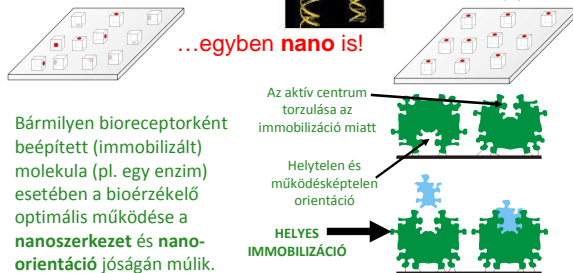 …egyben nano is!
Bármilyen bioreceptorként
beépített (immobilizált)
molekula (pl. egy enzim)
esetében a bioérzékelő
optimális működése a
nanoszerkezet és nano-
orientáció jóságán múlik.
Az aktív centrum
torzulása az
immobilizáció miatt
Helytelen és
működésképtelen
orientáció
HELYES
IMMOBILIZÁCIÓ